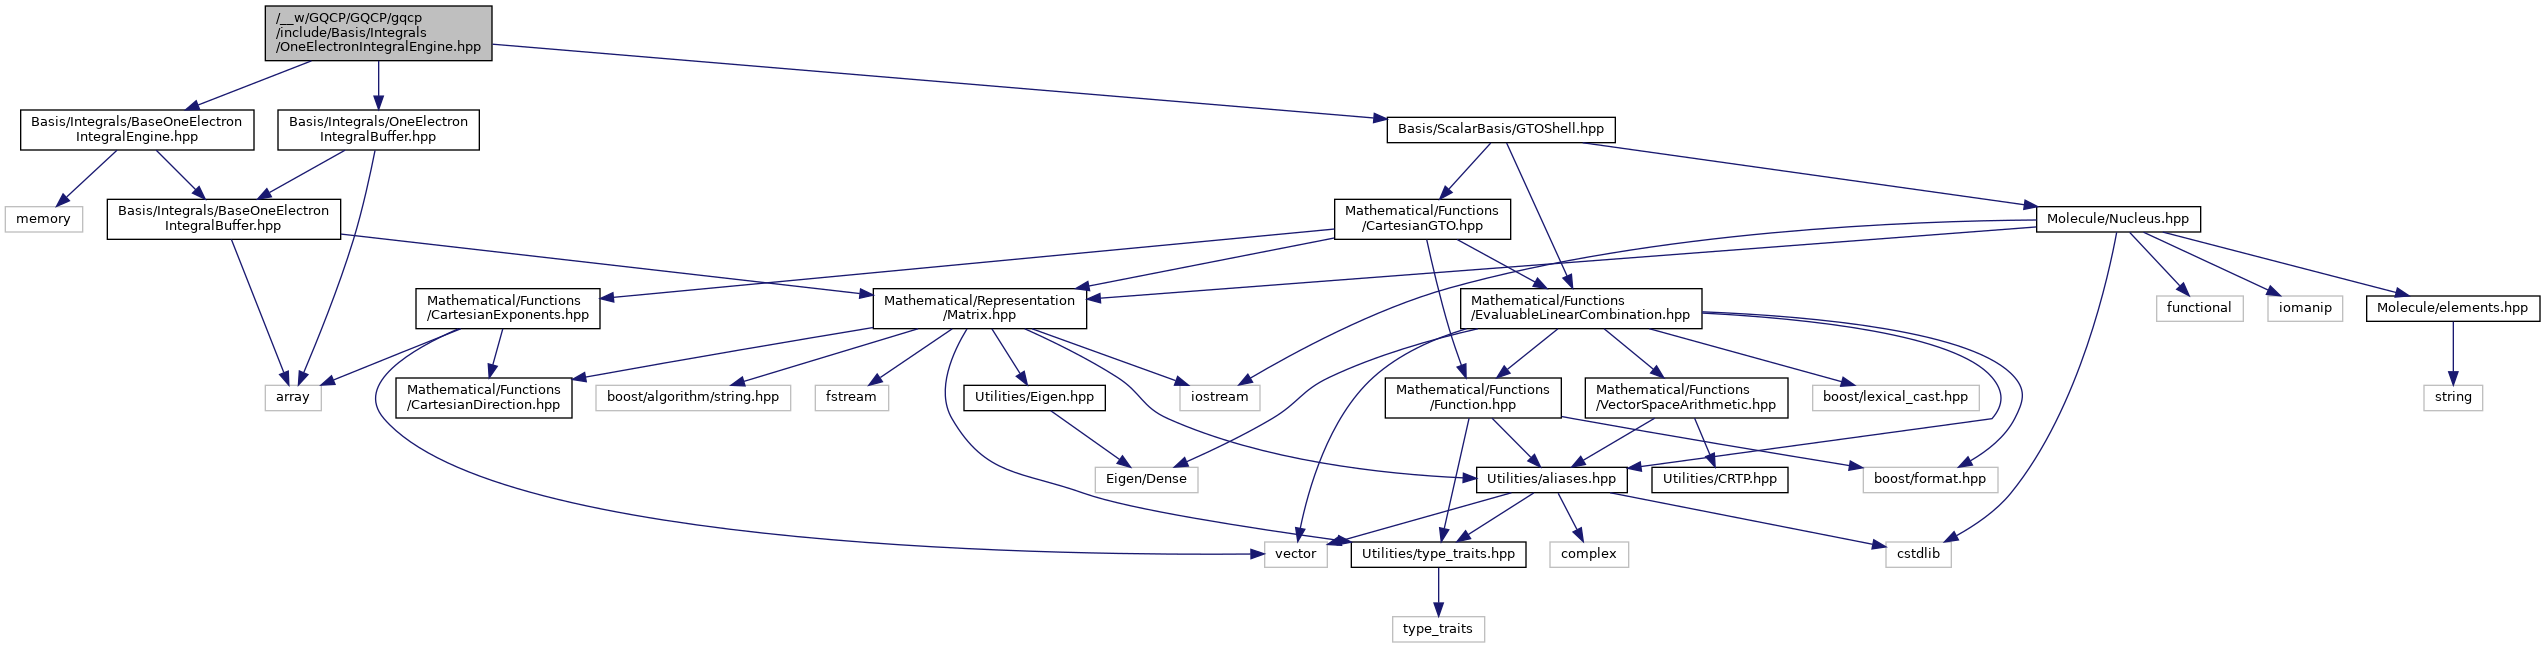 /__w/GQCP/GQCP/gqcp
/include/Basis/Integrals
/OneElectronIntegralEngine.hpp
Basis/Integrals/BaseOneElectron
IntegralEngine.hpp
Basis/Integrals/OneElectron
IntegralBuffer.hpp
Basis/ScalarBasis/GTOShell.hpp
memory
Basis/Integrals/BaseOneElectron
IntegralBuffer.hpp
Mathematical/Functions
/CartesianGTO.hpp
Molecule/Nucleus.hpp
Mathematical/Functions
/CartesianExponents.hpp
Mathematical/Representation
/Matrix.hpp
Mathematical/Functions
/EvaluableLinearCombination.hpp
functional
iomanip
Molecule/elements.hpp
array
Mathematical/Functions
/CartesianDirection.hpp
boost/algorithm/string.hpp
fstream
Utilities/Eigen.hpp
iostream
Mathematical/Functions
/Function.hpp
Mathematical/Functions
/VectorSpaceArithmetic.hpp
boost/lexical_cast.hpp
string
Eigen/Dense
Utilities/aliases.hpp
Utilities/CRTP.hpp
boost/format.hpp
vector
Utilities/type_traits.hpp
complex
cstdlib
type_traits